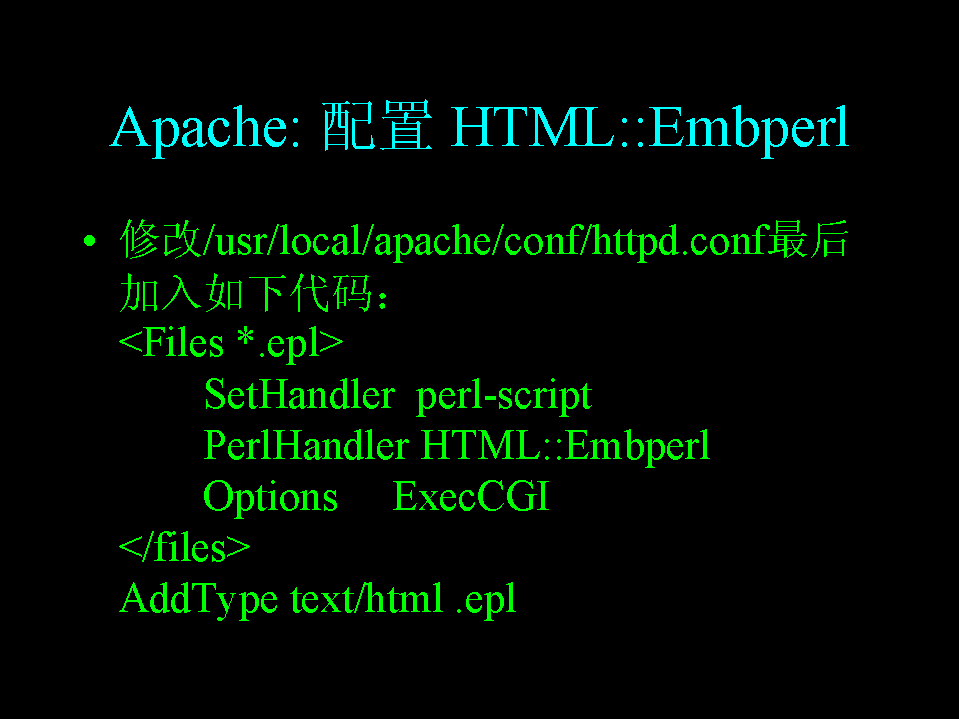 Apache: 配置 HTML::Embperl
• 修改/usr/local/apache/conf/httpd.conf最后
加入如下代码：
<Files *.epl>
SetHandler perl-script
PerlHandler HTML::Embperl
Options ExecCGI
</files>
AddType text/html .epl